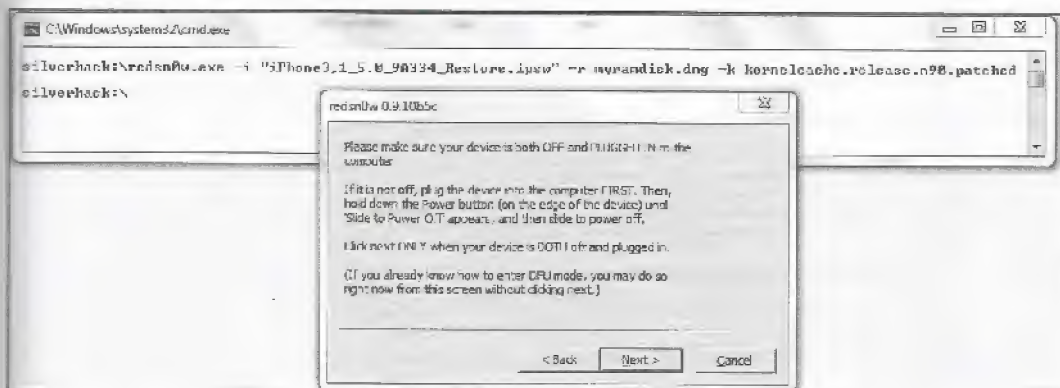 C:\Windows\system32\cmd.exe
silverhack:\redsn0w.exe -i "iPhone3,1_5.0_9A334_Restore.ipsw" -r myramdisk.dmg -k kernelcache.release.n90.patched
silverhack:\
redsn0w 0.9.10b5c
Please make sure your device is both OFF and PLUGGED IN to the
computer
If it is not off, plug the device into the computer FIRST. Then,
hold down the Power button (on the edge of the device) until
'Slide to Power Off' appears, and then slide to power off.
Click next ONLY when your device is BOTH off and plugged in.
(If you already know how to enter DFU mode, you may do so
right now from this screen without clicking next.)
< Back
Next >
Cancel